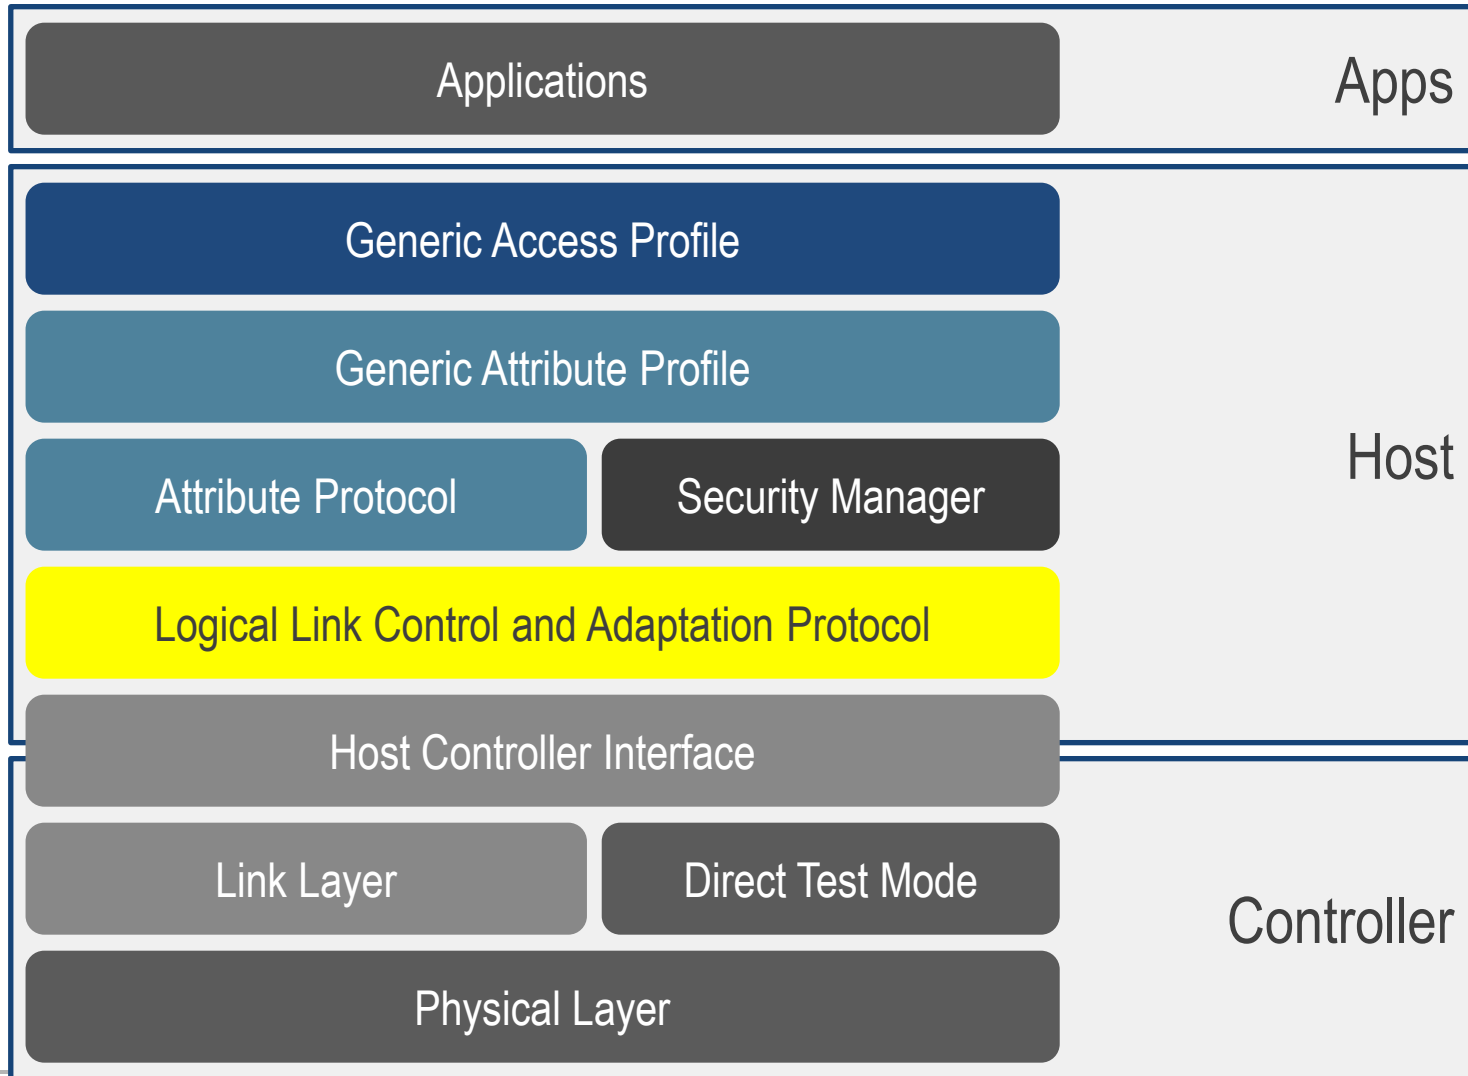 Applications
Apps
Generic Access Profile
Generic Attribute Profile
Attribute Protocol
Security Manager
Host
Logical Link Control and Adaptation Protocol
Host Controller Interface
Link Layer
Direct Test Mode
Controller
Physical Layer